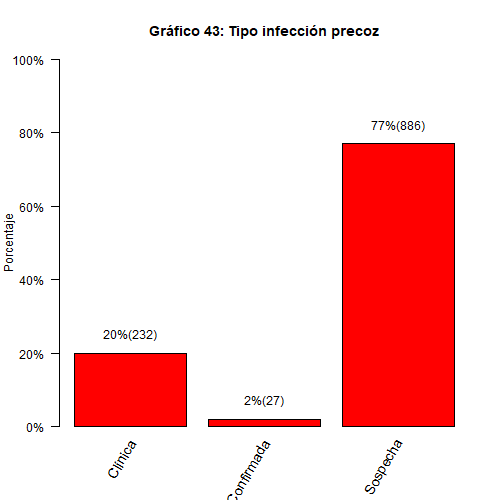 Gráfico 43: Tipo infección precoz
Porcentaje
100%
80%
60%
40%
20%
0%
20%(232)
2%(27)
77%(886)
Clinica
Confirmada
Sospecha